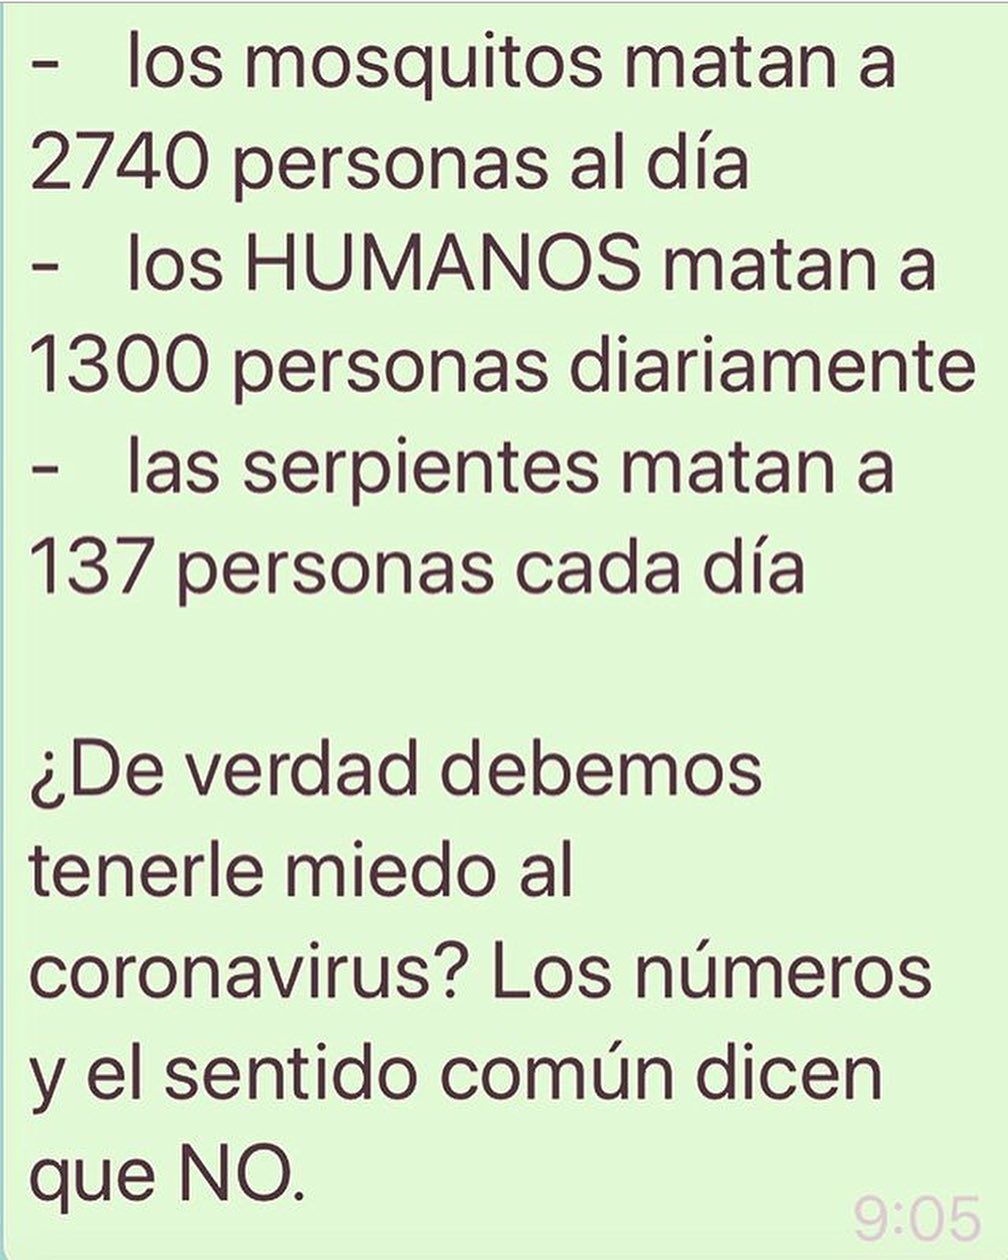 - los mosquitos matan a
2740 personas al día
- los HUMANOS matan a
1300 personas diariamente
- las serpientes matan a
137 personas cada día
¿De verdad debemos
tenerle miedo al
coronavirus? Los números
y el sentido común dicen
que NO.
9:05